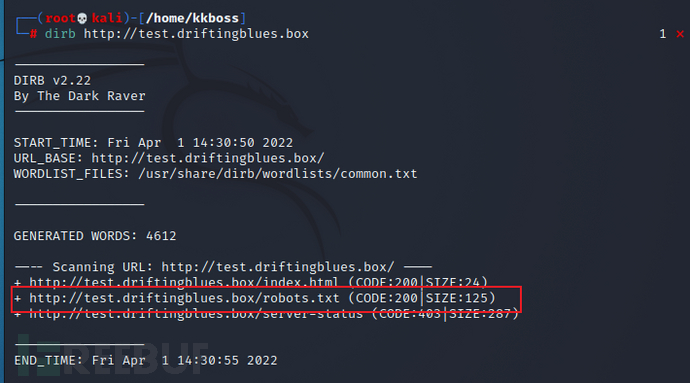 ┌──(root💀kali)-[/home/kkboss]
└─# dirb http://test.driftingblues.box 1 ⨯
-----------------
DIRB v2.22
By The Dark Raver
-----------------
START_TIME: Fri Apr 1 14:30:50 2022
URL_BASE: http://test.driftingblues.box/
WORDLIST_FILES: /usr/share/dirb/wordlists/common.txt
-----------------
GENERATED WORDS: 4612
---- Scanning URL: http://test.driftingblues.box/ ----
+ http://test.driftingblues.box/index.html (CODE:200|SIZE:24)
+ http://test.driftingblues.box/robots.txt (CODE:200|SIZE:125)
+ http://test.driftingblues.box/server-status (CODE:403|SIZE:287)
-----------------
REEBUF
END_TIME: Fri Apr 1 14:30:55 2022